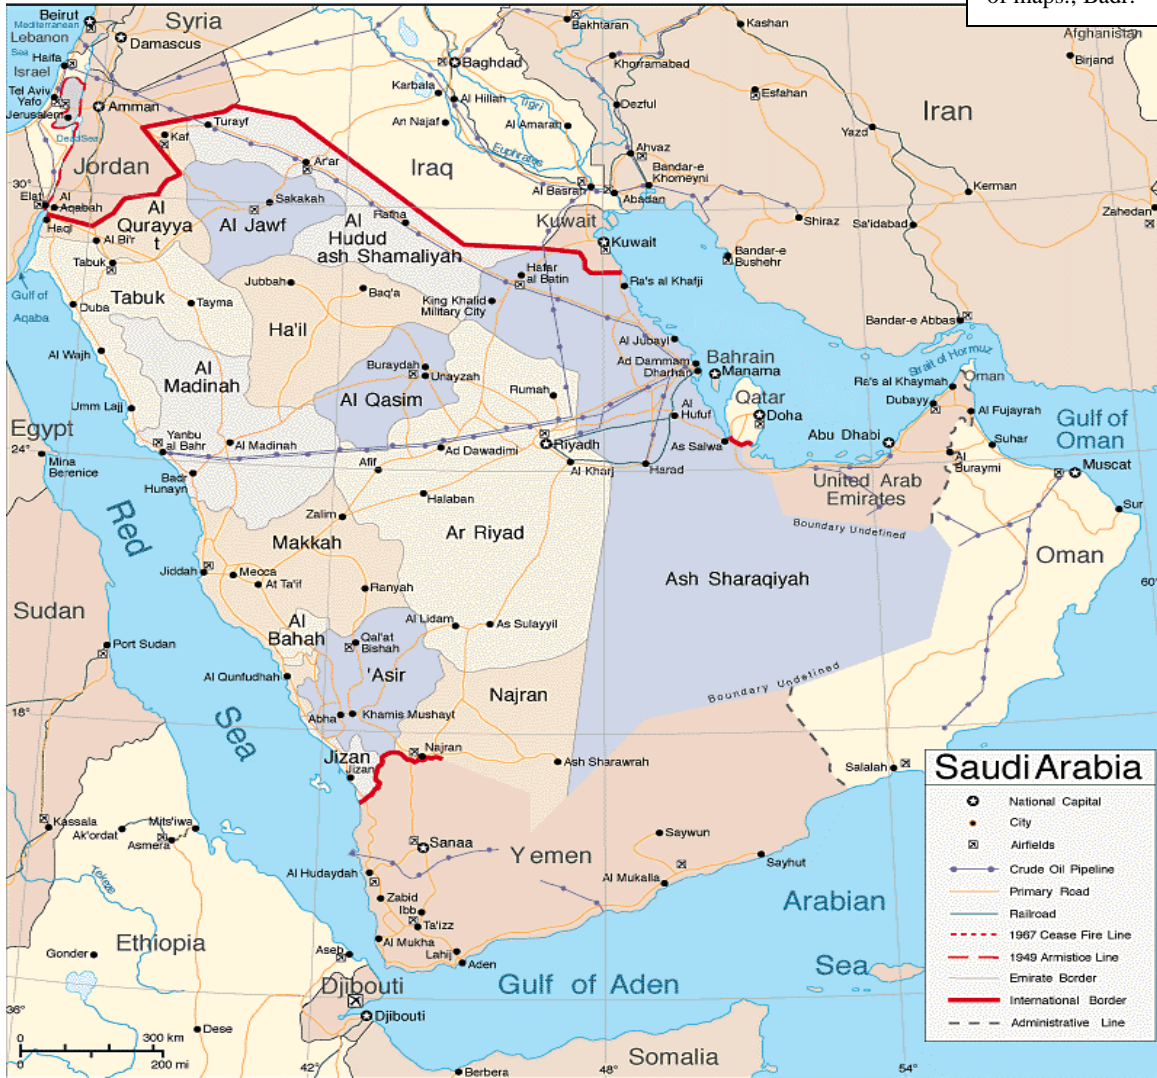 of maps., Badr.
Beirut
Mediterranean
Lebanon
Sea
Haifa
Israel
Tel Aviv
Yafo
Jerusalem
Dead Sea
Syria
Damascus
Amman
Jordan
Elat
Al
Aqabah
Haql
Gulf of
Aqaba
Bakhtaran
Kashan
Khorramabad
Baghdad
Karbala
Al Hillah
Tigri
Dezful
Esfahan
An Najaf
Al Amarah
Euphrates
Iraq
Ahvaz
Bandar-e
Khomeyni
Al Basrah
Abadan
Yazd
Iran
Afghanistan
Birjand
Kerman
Zahedan
Shiraz
Sa'idabad
Bandar-e
Bushehr
Bandar-e Abbas
Kuwait
Kuwait
Turayf
Kaf
Ar'ar
Sakakah
Al Jawf
Rafha
Al
Hudud
ash Shamaliyah
Al
Qurayya
t
Al Bi'r
Tabuk
Tabuk
Duba
Tayma
Jubbah
Baq'a
Ha'il
Hafar
al Batin
King Khalid
Military City
Ra's al Khafji
Al Jubayl
Ad Dammam
Dharhan
Bahrain
Manama
Qatar
Doha
Al
Hufuf
As Salwa
Strait of Hormuz
Ra's al Khaymah
Oman
Dubayy
Al Fujayrah
Abu Dhabi
Suhar
Al
Buraymi
Gulf of
Oman
Muscat
Sur
United Arab
Emirates
Boundary Undefined
Oman
Al Wajh
Al
Madinah
Umm Lajj
Buraydah
Unayzah
Al Qasim
Rumah
Riyadh
Yanbu
al Bahr
Al Madinah
Afif
Ad Dawadimi
Al Kharj
Harad
Egypt
Mina
Berenice
Badr
Hunayn
Halaban
Zalim
Ar Riyad
Makkah
Jiddah
Mecca
At Ta'if
Ranyah
Ash Sharaqiyah
Red
Sea
Sudan
Port Sudan
Al
Bahah
Al Lidam
As Sulayyil
Qal'at
Bishah
'Asir
Al Qunfudhah
Najran
Boundary Undefined
Abha
Khamis Mushayt
Jizan
Jizan
Najran
Ash Sharawrah
Salalah
Kassala
Ak'ordat
Mits'iwa
Asmera
Tekeze
Sanaa
Yemen
Saywun
Sayhut
Al Mukalla
Al Hudaydah
Zabid
Ibb
Ta'izz
Al Mukha
Lahij
Aden
Ethiopia
Gonder
Aseb
Djibouti
Djibouti
Dese
Gulf of Aden
Arabian
Sea
Somalia
Berbera
30°
24°
18°
36°
42°
48°
54°
60°
0 300 km
0 200 mi
Saudi Arabia
National Capital
City
Airfields
Crude Oil Pipeline
Primary Road
Railroad
1967 Cease Fire Line
1949 Armistice Line
Emirate Border
International Border
Administrative Line